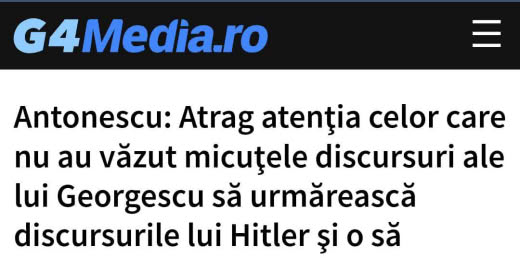 G4Media.ro
Antonescu: Atrag atenţia celor care
nu au văzut micuţele discursuri ale
lui Georgescu să urmărească
discursurile lui Hitler şi o să